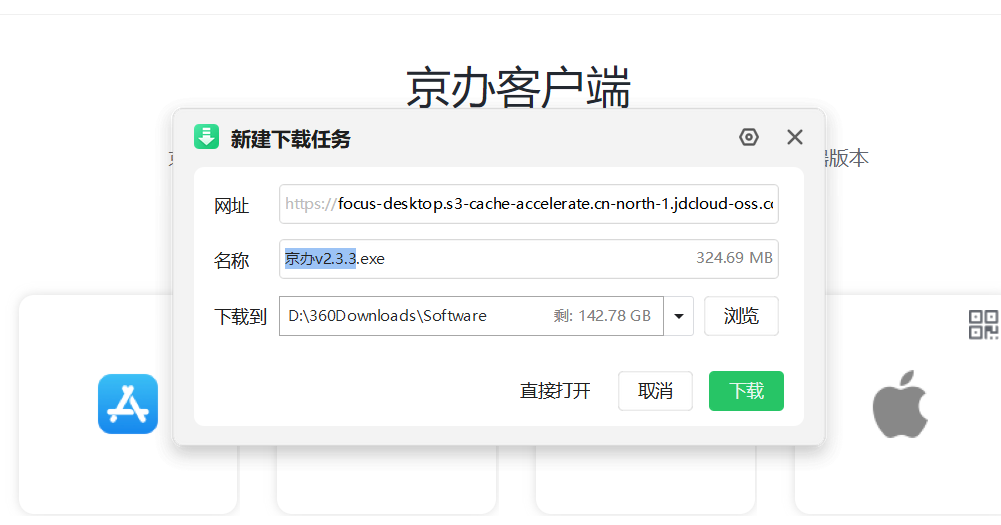 京办客户端
新建下载任务
版本
网址 https://focus-desktop.s3-cache-accelerate.cn-north-1.jdcloud-oss.c
名称 京办v2.3.3.exe 324.69 MB
下载到 D:\360Downloads\Software 剩: 142.78 GB 浏览
直接打开 取消 下载